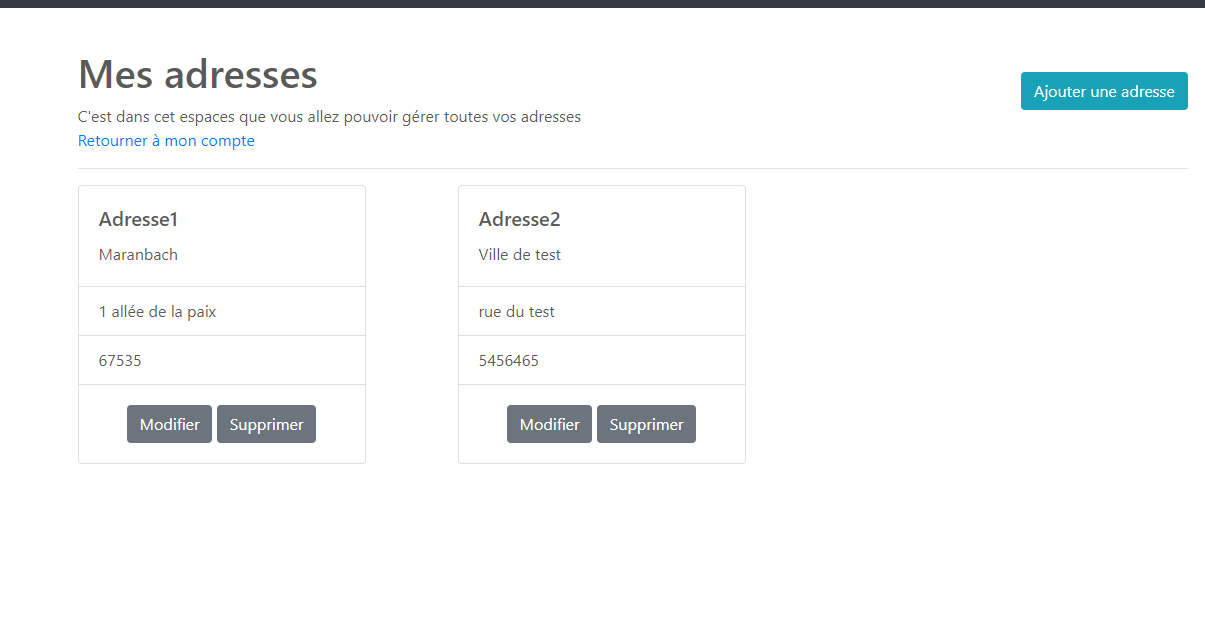 Mes adresses
Ajouter une adresse
C'est dans cet espaces que vous allez pouvoir gérer toutes vos adresses
Retourner à mon compte
Adresse1
Maranbach
1 allée de la paix
67535
Modifier Supprimer
Adresse2
Ville de test
rue du test
5456465
Modifier Supprimer